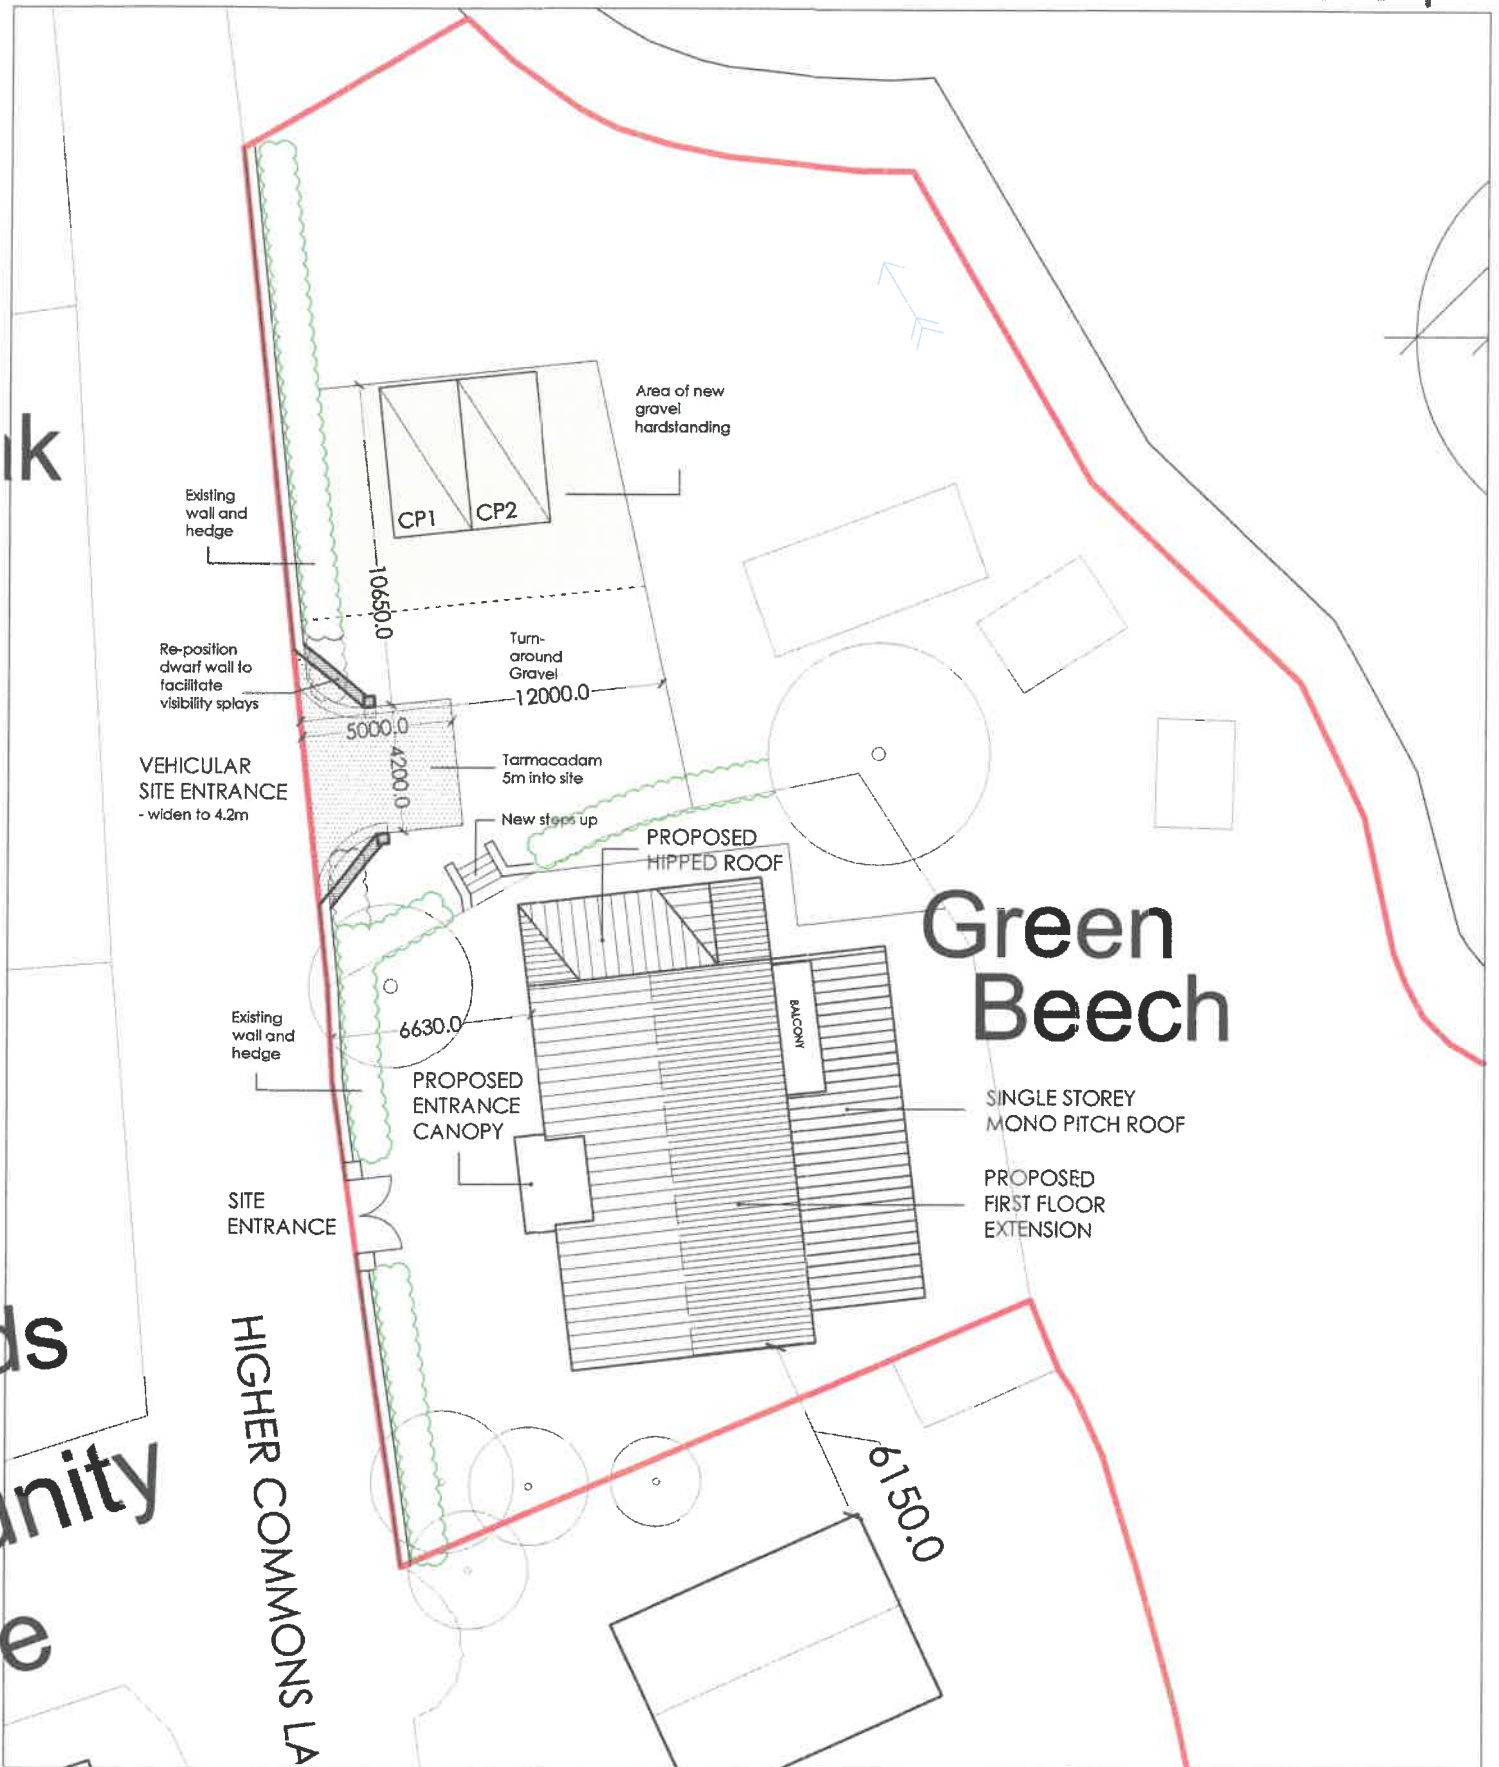 Area of new
gravel
hardstanding
CP1
CP2
Existing
wall and
hedge
10650.0
Re-position
dwarf wall to
facilitate
visibility splays
Turn-
around
Gravel
12000.0
5000.0
4200.0
VEHICULAR
SITE ENTRANCE
- widen to 4.2m
Tarmacadam
5m into site
New steps up
PROPOSED
HIPPED ROOF
Green
Beech
BALCONY
Existing
wall and
hedge
6630.0
PROPOSED
ENTRANCE
CANOPY
SINGLE STOREY
MONO PITCH ROOF
PROPOSED
FIRST FLOOR
EXTENSION
SITE
ENTRANCE
HIGHER COMMONS LA
6150.0